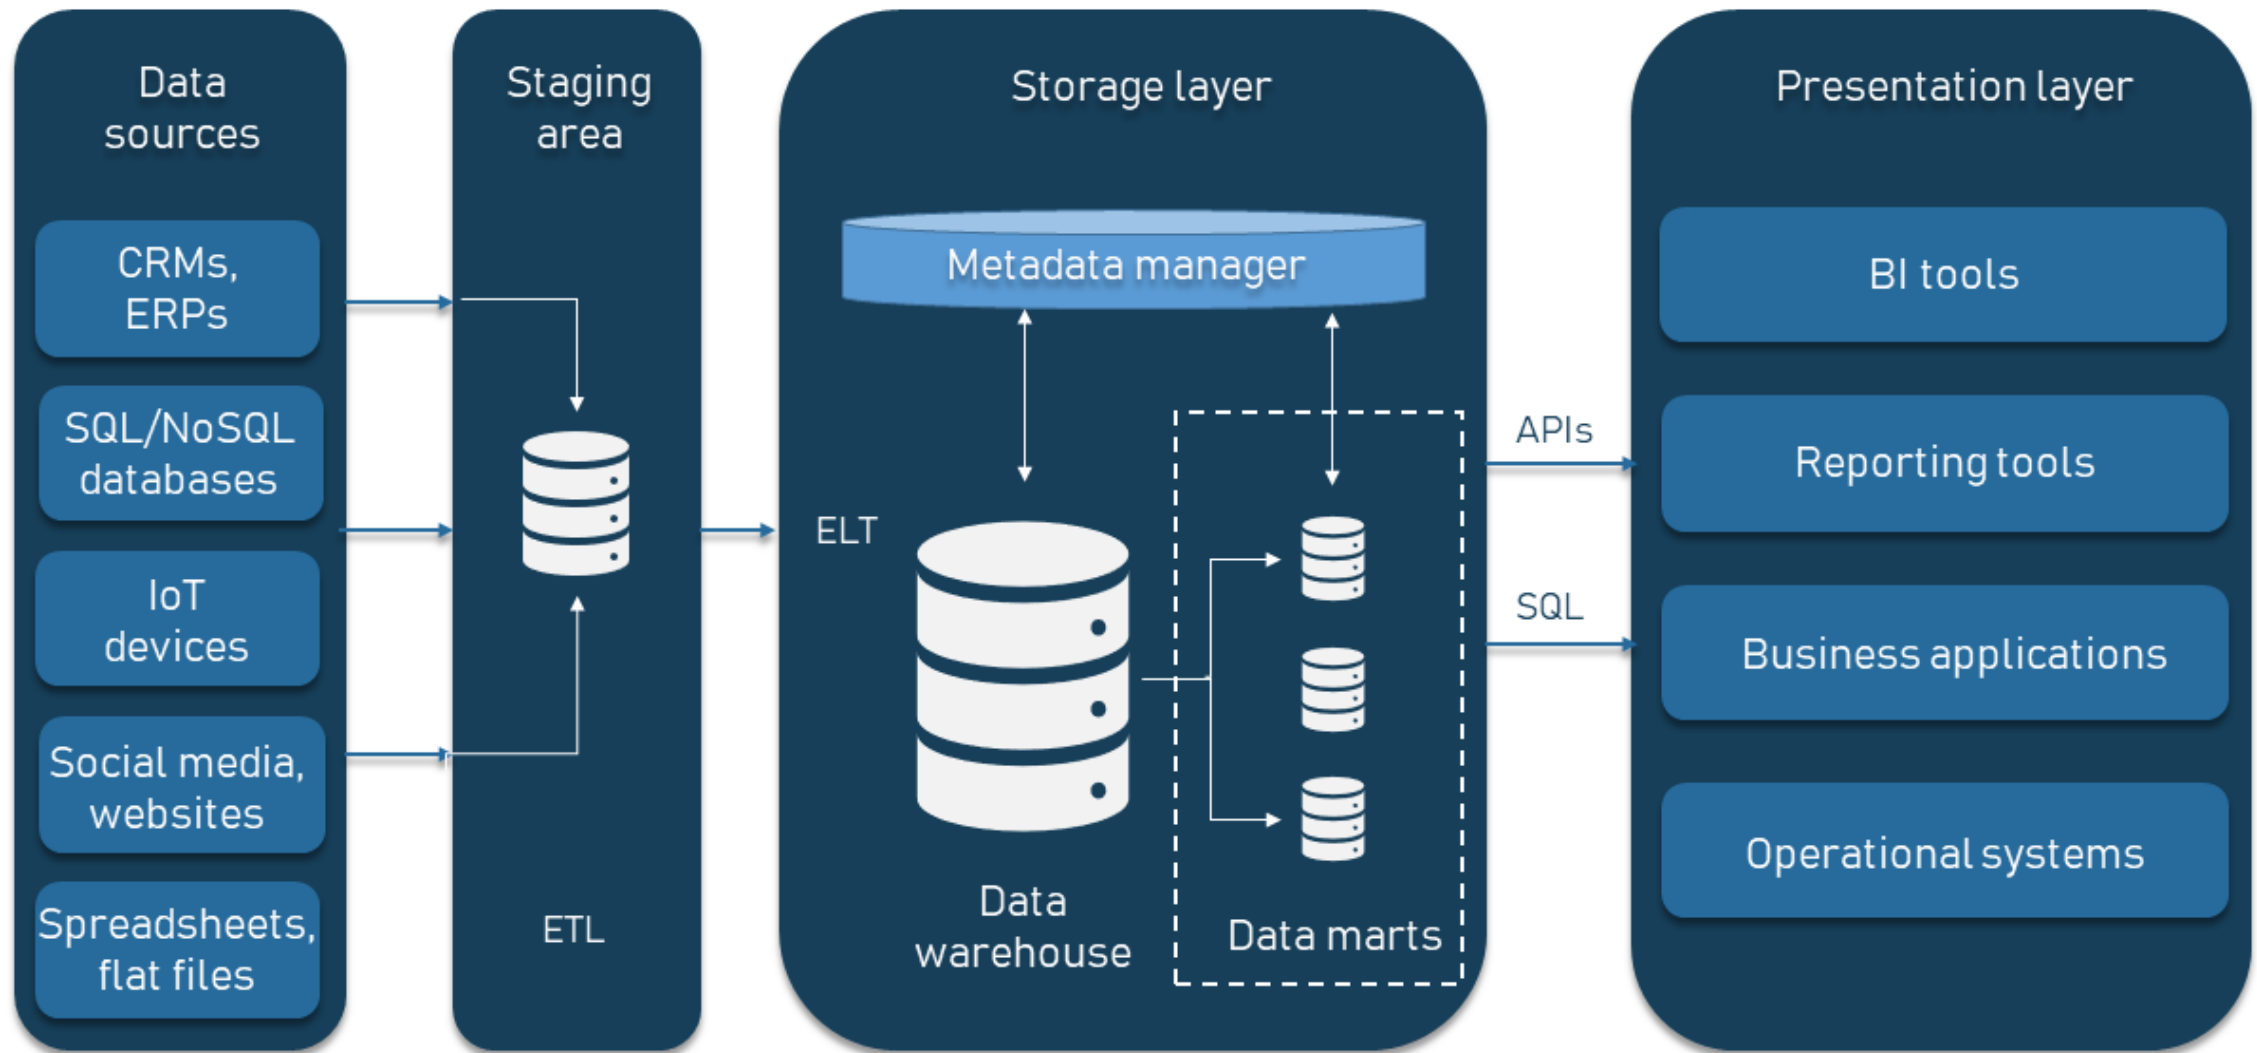 Data
sources
CRMs,
ERPs
SQL/NoSQL
databases
IoT
devices
Social media,
websites
Spreadsheets,
flat files
Staging
area
ETL
Storage layer
Metadata manager
ELT
Data
warehouse
Data marts
APIs
SQL
Presentation layer
BI tools
Reporting tools
Business applications
Operational systems